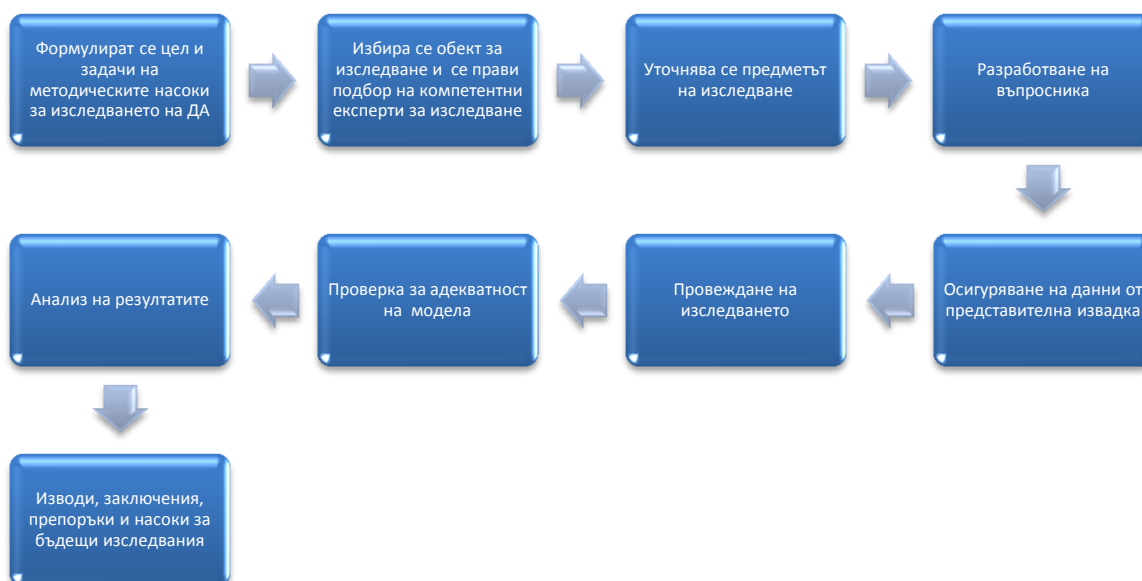 Формулират се цел и
задачи на
методическите насоки
за изследването на ДА
Избира се обект за
изследване и се прави
подбор на компетентни
експерти за изследване
Уточнява се предметът
на изследване
Разработване на
въпросника
Осигуряване на данни от
представителна извадка
Провеждане на
изследването
Проверка за адекватност
на модела
Анализ на резултатите
Изводи, заключения,
препоръки и насоки за
бъдещи изследвания